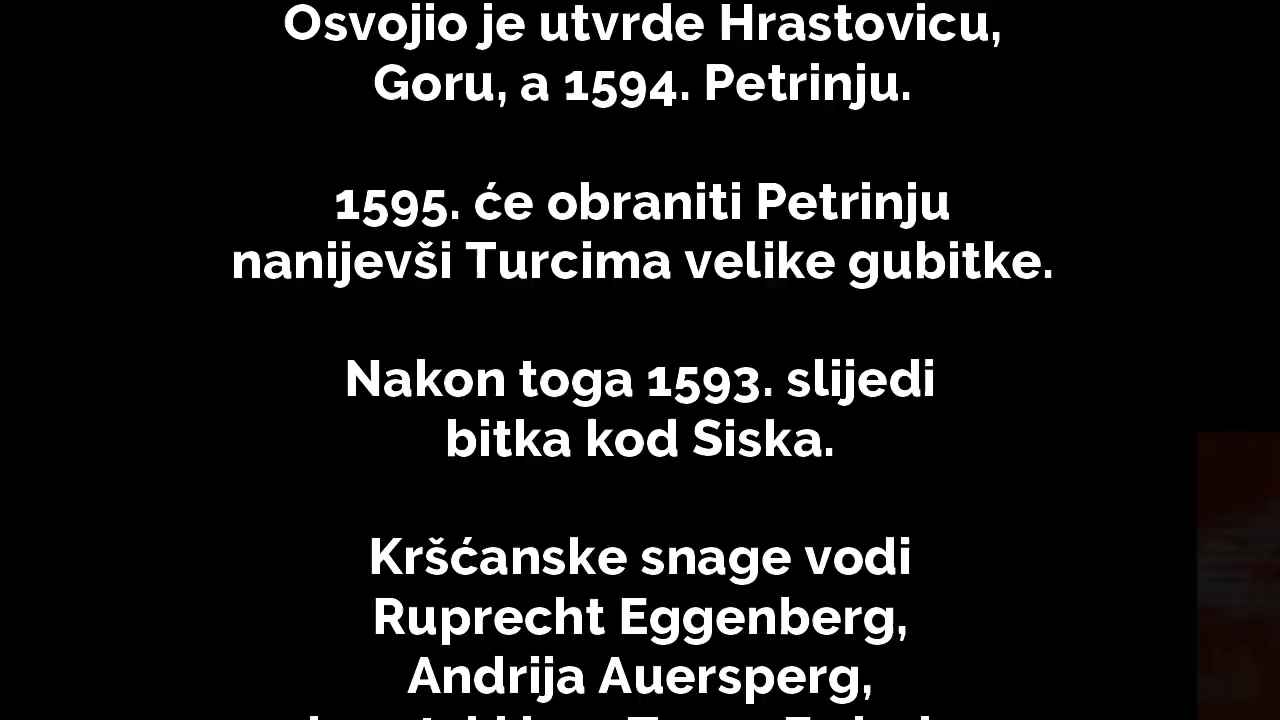 Osvojio je utvrde Hrastovicu,
Goru, a 1594. Petrinju.
1595. će obraniti Petrinju
nanijevši Turcima velike gubitke.
Nakon toga 1593. slijedi
bitka kod Siska.
Kršćanske snage vodi
Ruprecht Eggenberg,
Andrija Auersperg,